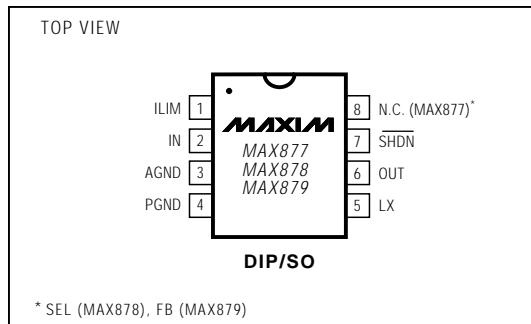 TOP VIEW
ILIM 1
IN 2
AGND 3
PGND 4
MAXIM
MAX877
MAX878
MAX879
8 N.C. (MAX877)*
7 SHDN
6 OUT
5 LX
DIP/SO
* SEL (MAX878), FB (MAX879)